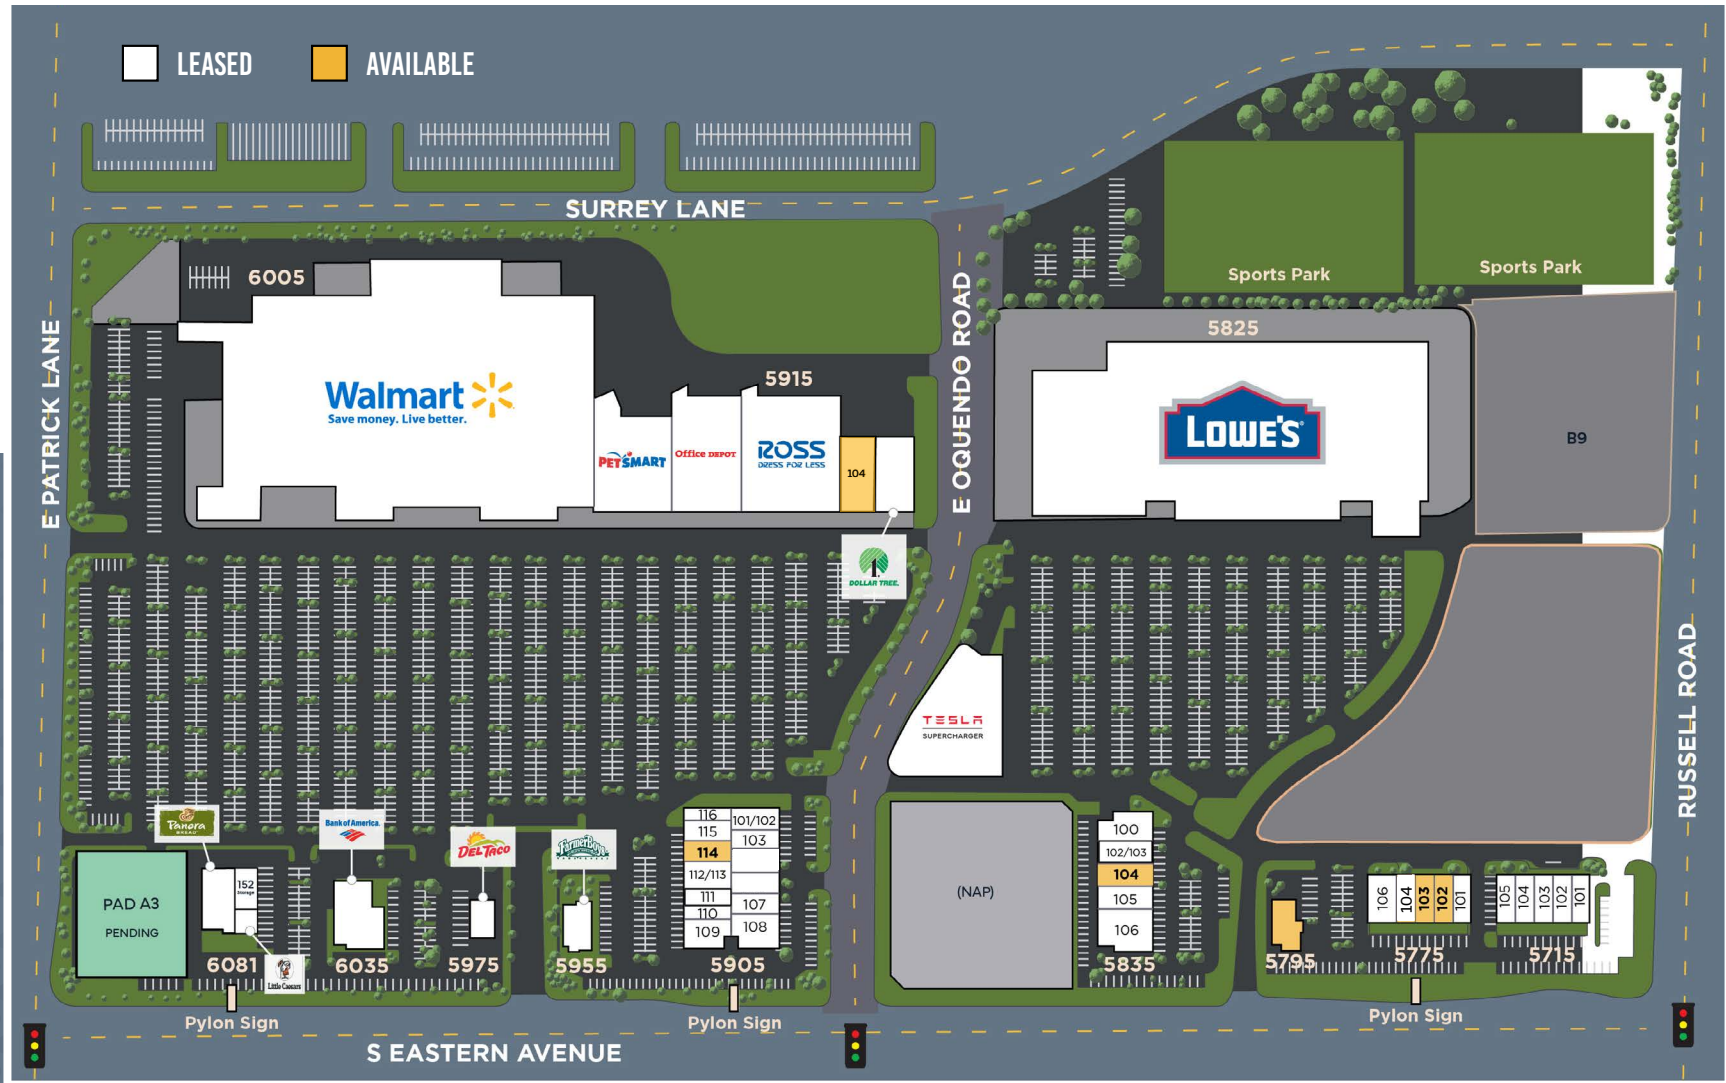 LEASED
AVAILABLE
SURREY LANE
E PATRICK LANE
E OQUENDO ROAD
RUSSELL ROAD
Sports Park
Sports Park
6005
5915
5825
Walmart
Save money. Live better.
PETSMART
Office DEPOT
ROSS
DRESS FOR LESS
104
1
DOLLAR TREE.
LOWE'S
B9
TESLA
SUPERCHARGER
PAD A3
PENDING
Panera
BREAD
152
Storage
6081
Little Caesars
Bank of America.
6035
DEL TACO
5975
Farmer Boys
5955
116
101/102
115
103
114
112/113
111
107
110
108
109
5905
(NAP)
100
102/103
104
105
106
5835
5795
106
104
103
102
101
5775
105
104
103
102
101
5715
Pylon Sign
Pylon Sign
Pylon Sign
S EASTERN AVENUE